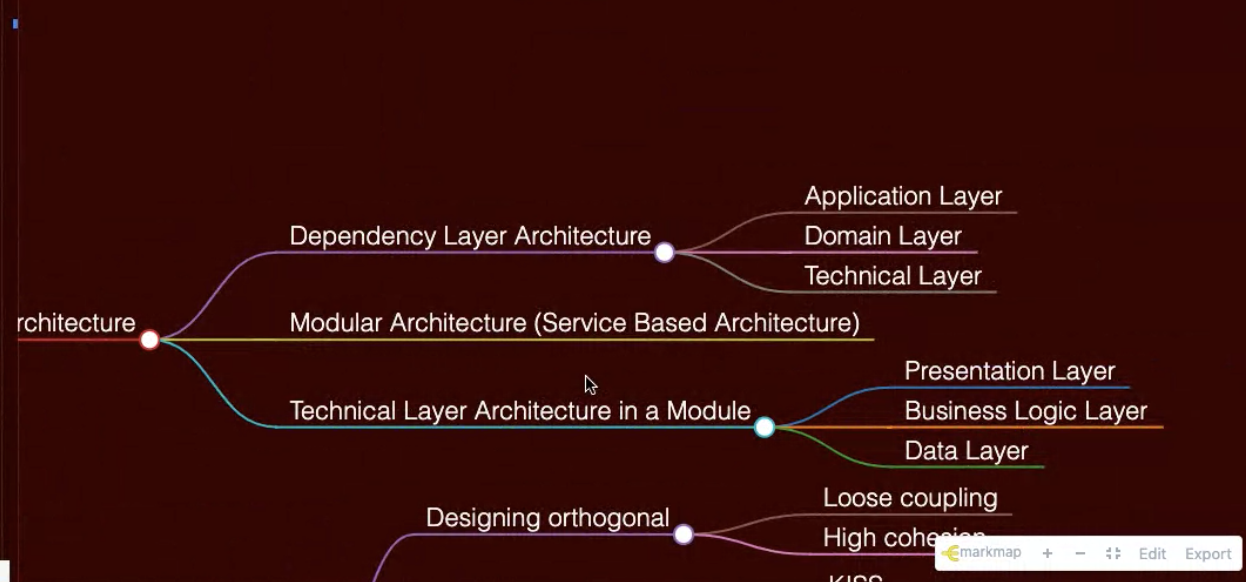 Application Layer
Dependency Layer Architecture
Domain Layer
Technical Layer
rchitecture
Modular Architecture (Service Based Architecture)
Presentation Layer
Technical Layer Architecture in a Module
Business Logic Layer
Data Layer
Loose coupling
Designing orthogonal
High cohesion
KISS
markmap + − Edit Export